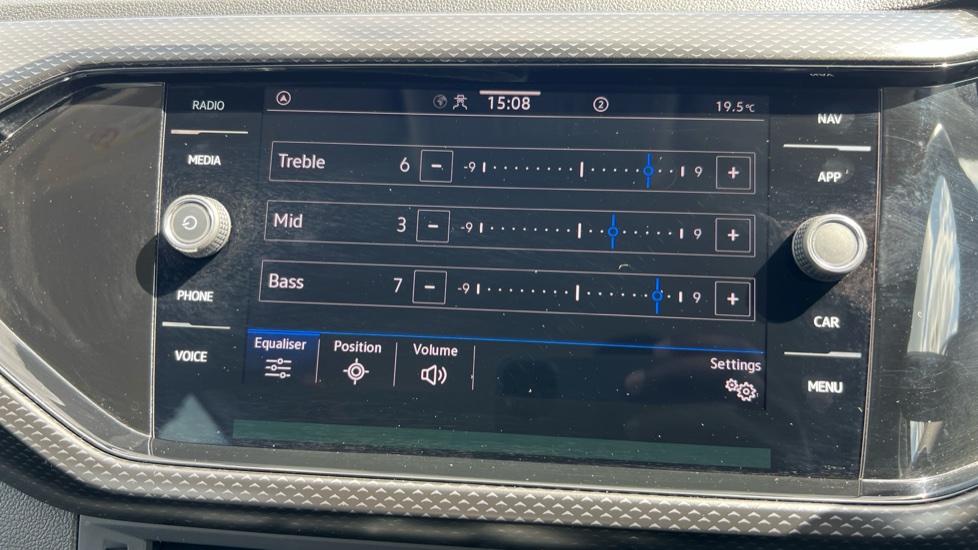 RADIO
MEDIA
PHONE
VOICE
15:08
2
19.5°C
Treble 6 - -9 9 +
Mid 3 - -9 9 +
Bass 7 - -9 9 +
Equaliser Position Volume Settings
NAV
APP
CAR
MENU